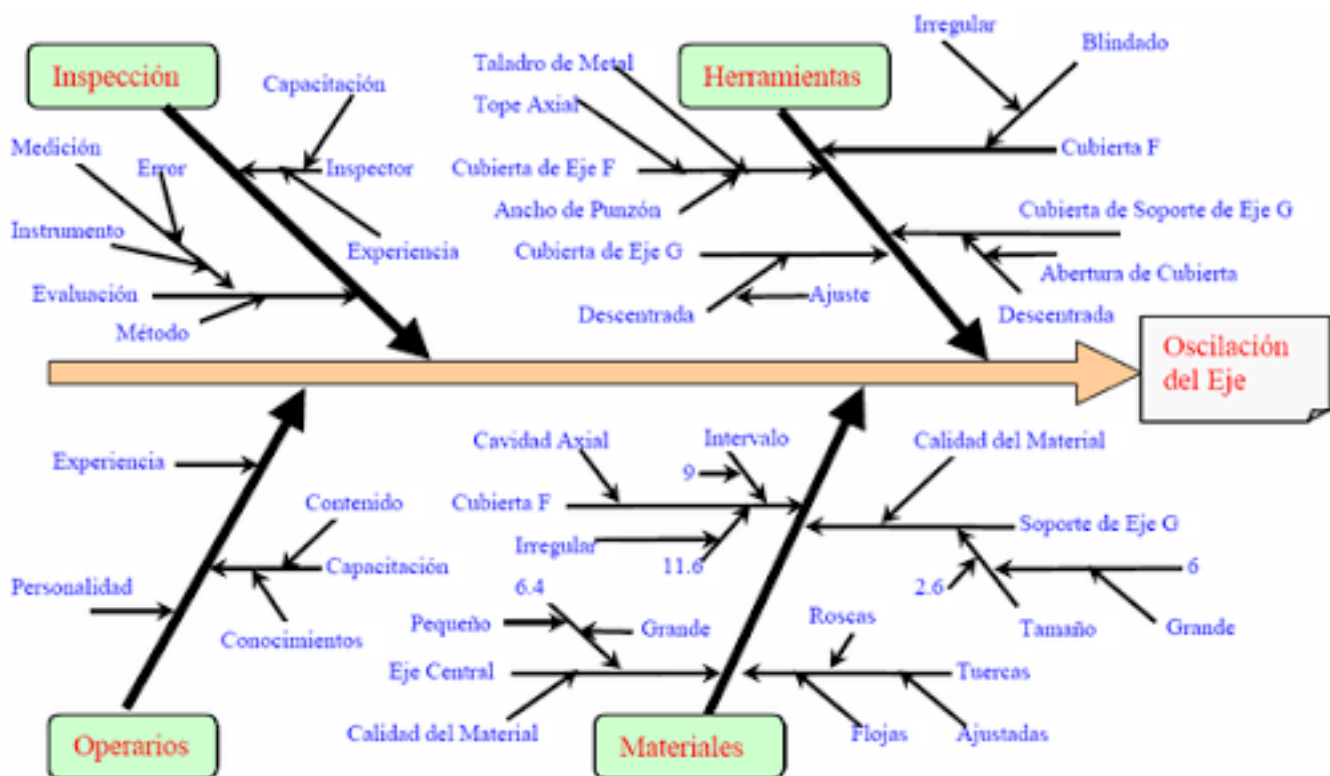 Inspección
Capacitación
Inspector
Experiencia
Medición
Error
Instrumento
Evaluación
Método
Herramientas
Taladro de Metal
Tope Axial
Cubierta de Eje F
Ancho de Punzón
Cubierta de Eje G
Descentrada
Ajuste
Irregular
Blindado
Cubierta F
Cubierta de Soporte de Eje G
Abertura de Cubierta
Descentrada
Oscilación
del Eje
Experiencia
Contenido
Capacitación
Personalidad
Conocimientos
Operarios
Cavidad Axial
Intervalo
9
Cubierta F
Irregular
11.6
Calidad del Material
Soporte de Eje G
2.6
6
Tamaño
Grande
6.4
Pequeño
Grande
Eje Central
Calidad del Material
Roscas
Tuercas
Flojas
Ajustadas
Materiales